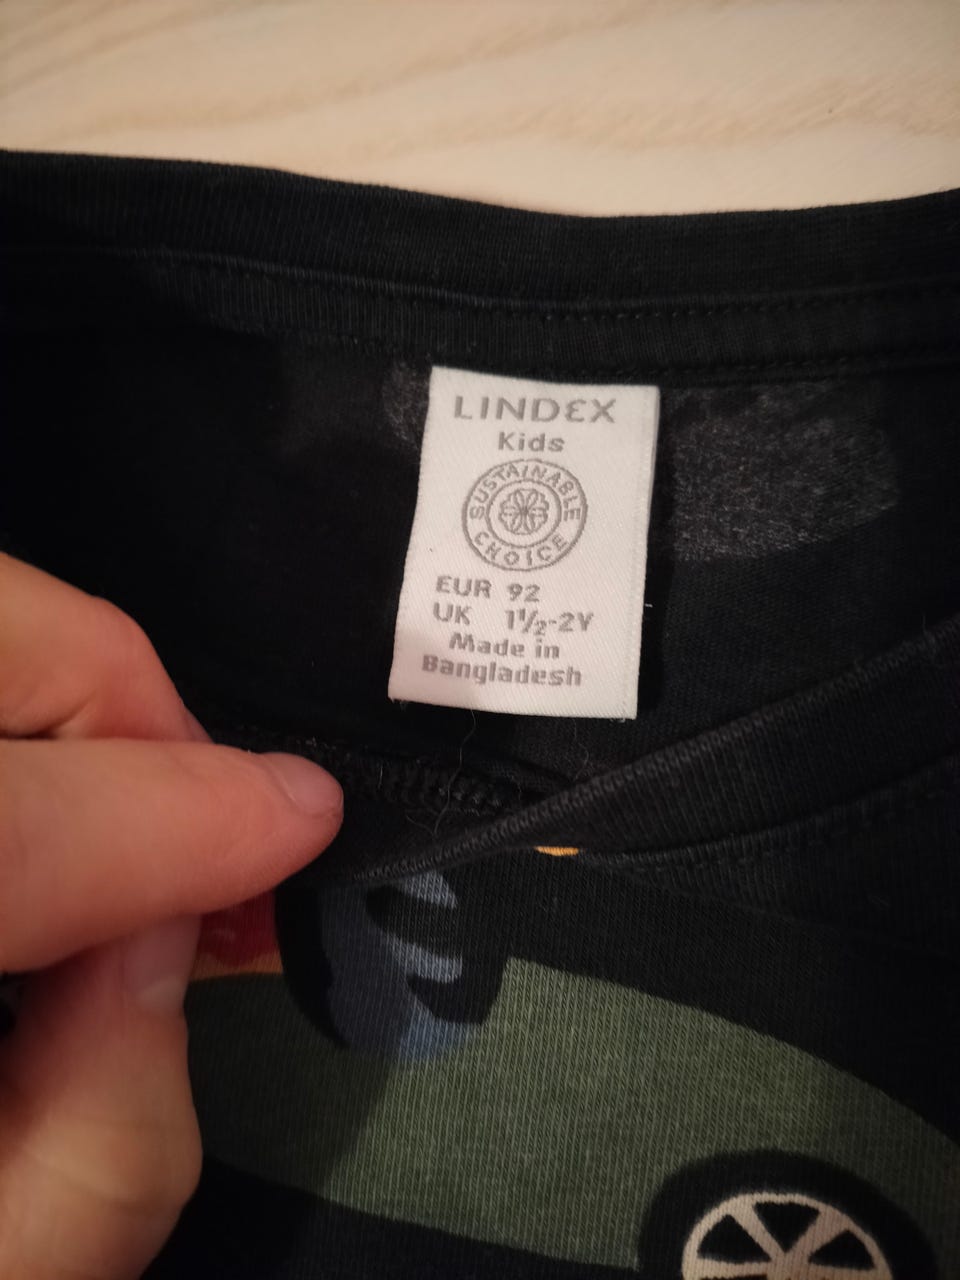 LINDEX
Kids
SUSTAINABLE
CHOICE
EUR 92
UK 1½-2Y
Made in
Bangladesh